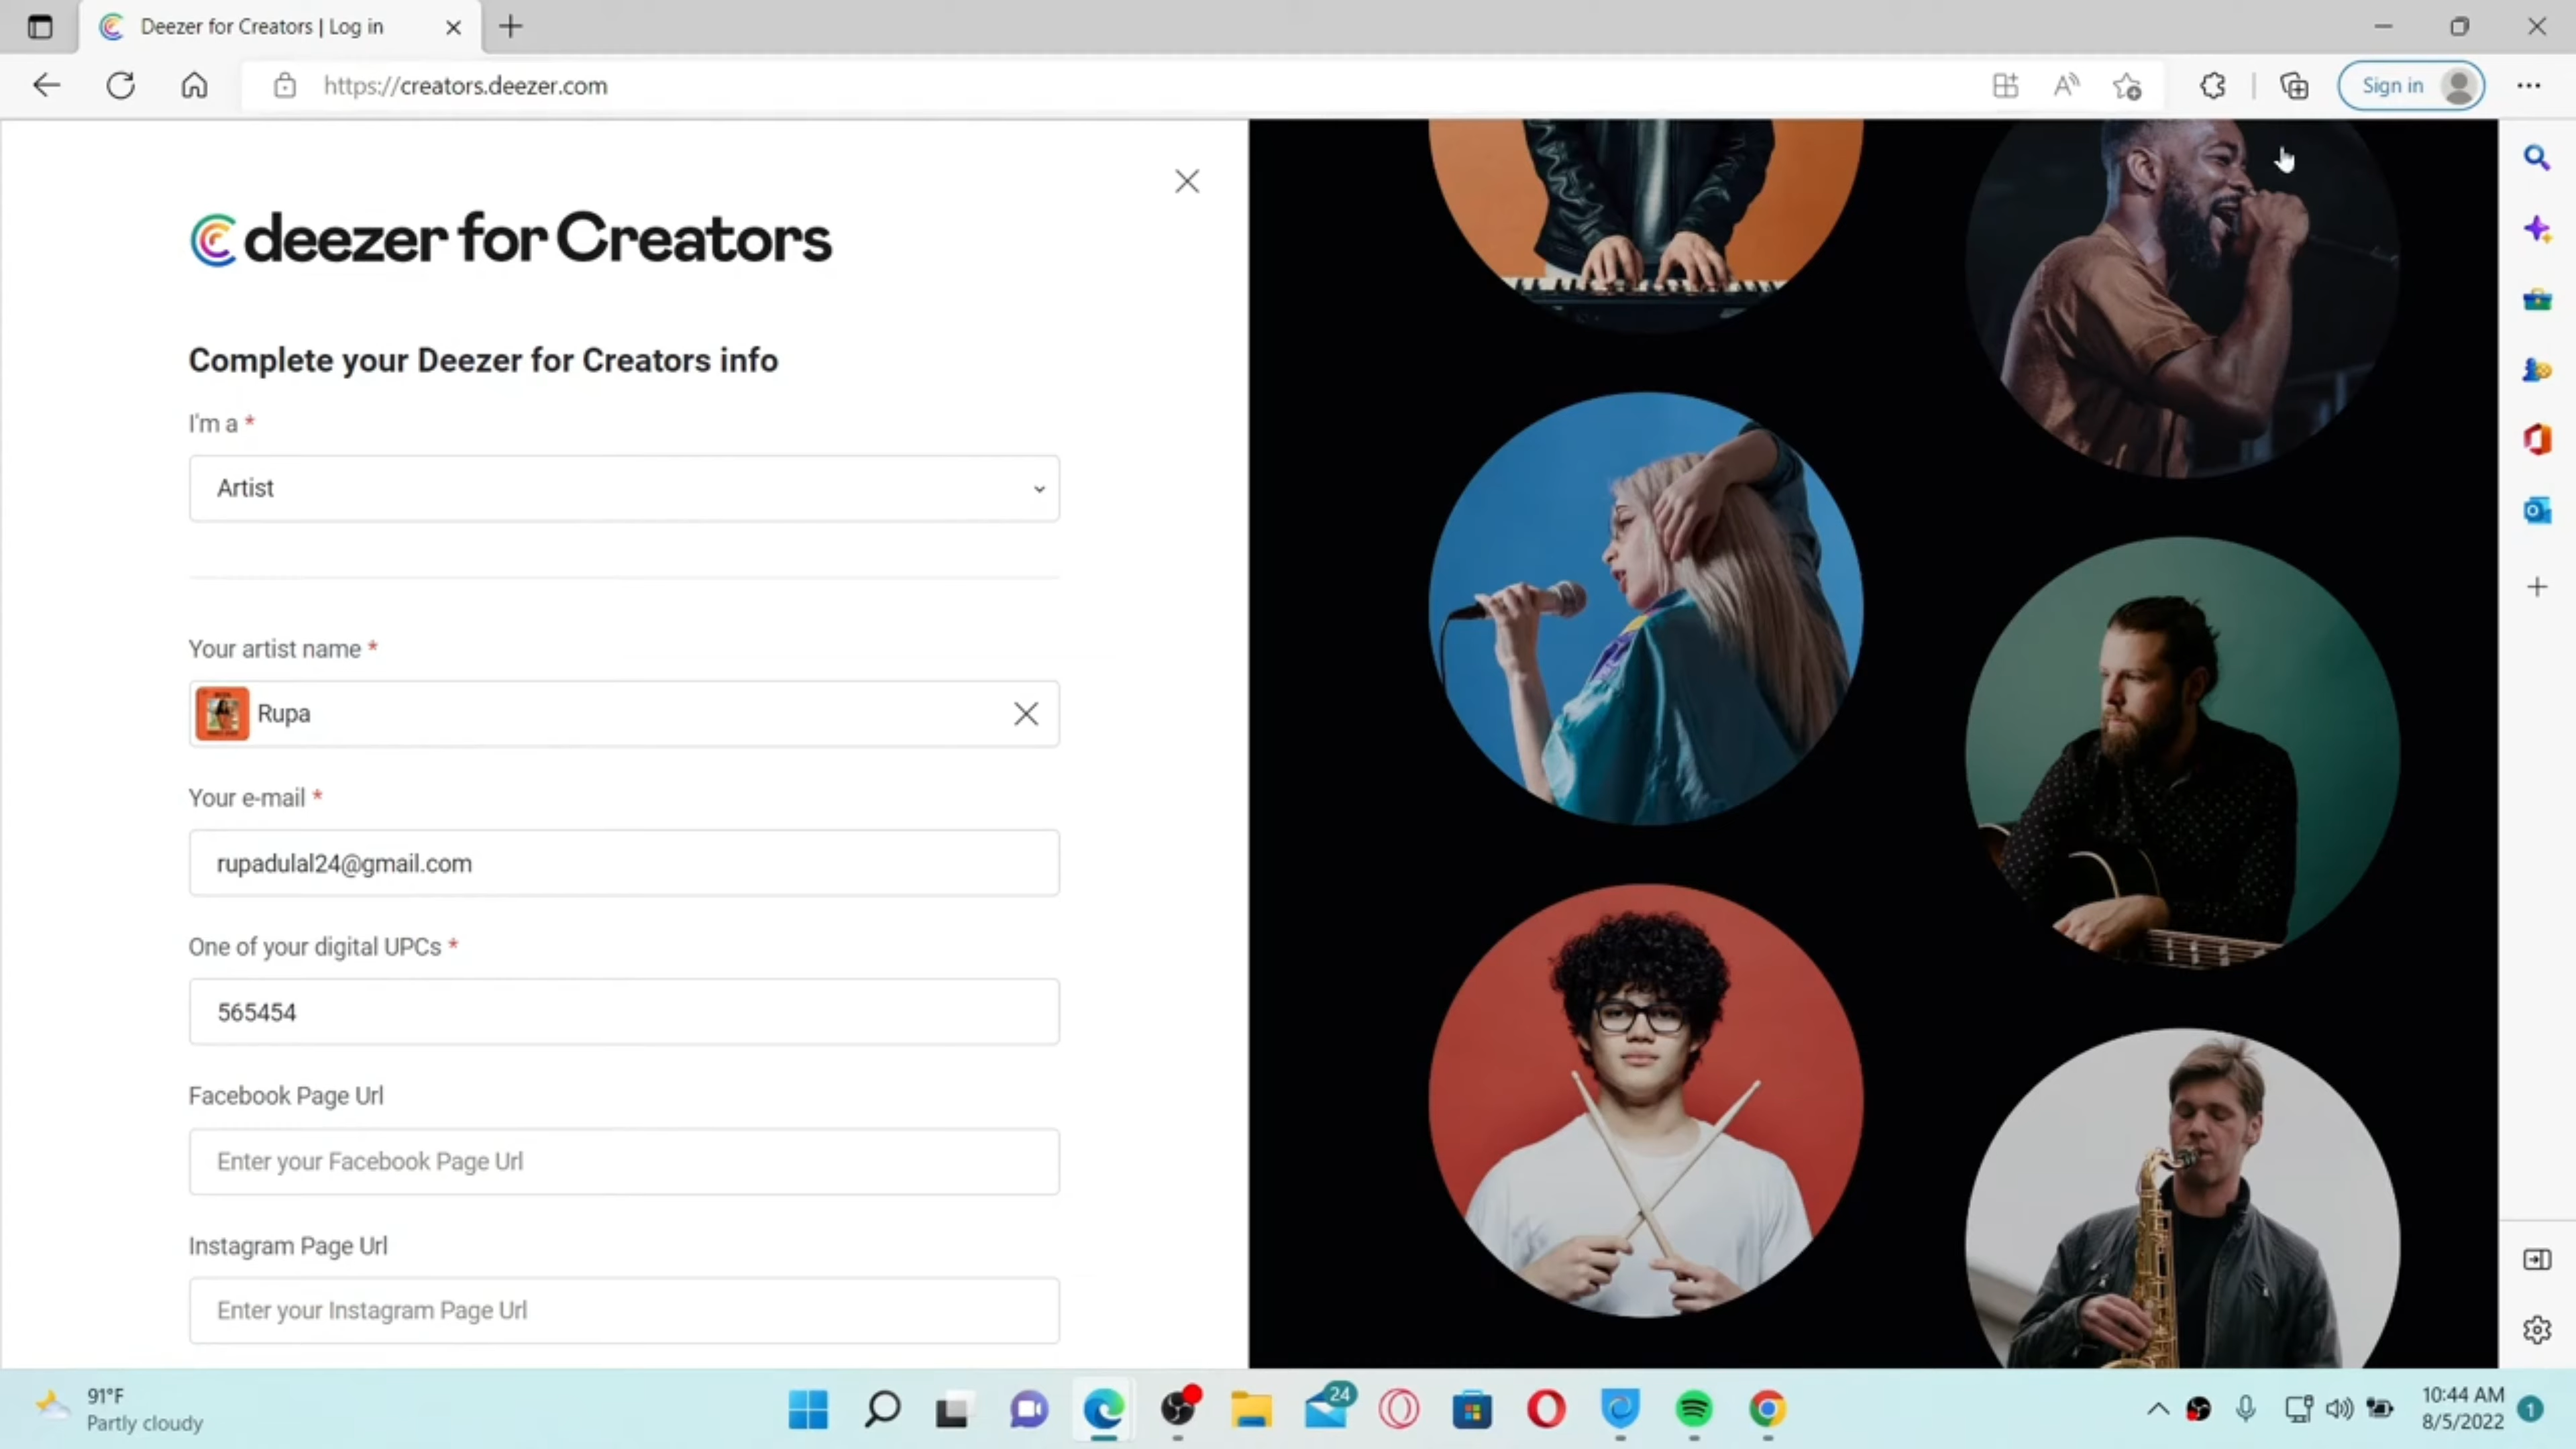 Deezer for Creators | Log in
https://creators.deezer.com
Sign in
deezer for Creators
Complete your Deezer for Creators info
I'm a *
Artist
Your artist name *
Rupa
Your e-mail *
rupadulal24@gmail.com
One of your digital UPCs *
565454
Facebook Page Url
Enter your Facebook Page Url
Instagram Page Url
Enter your Instagram Page Url
91°F
Partly cloudy
24
10:44 AM
8/5/2022
1